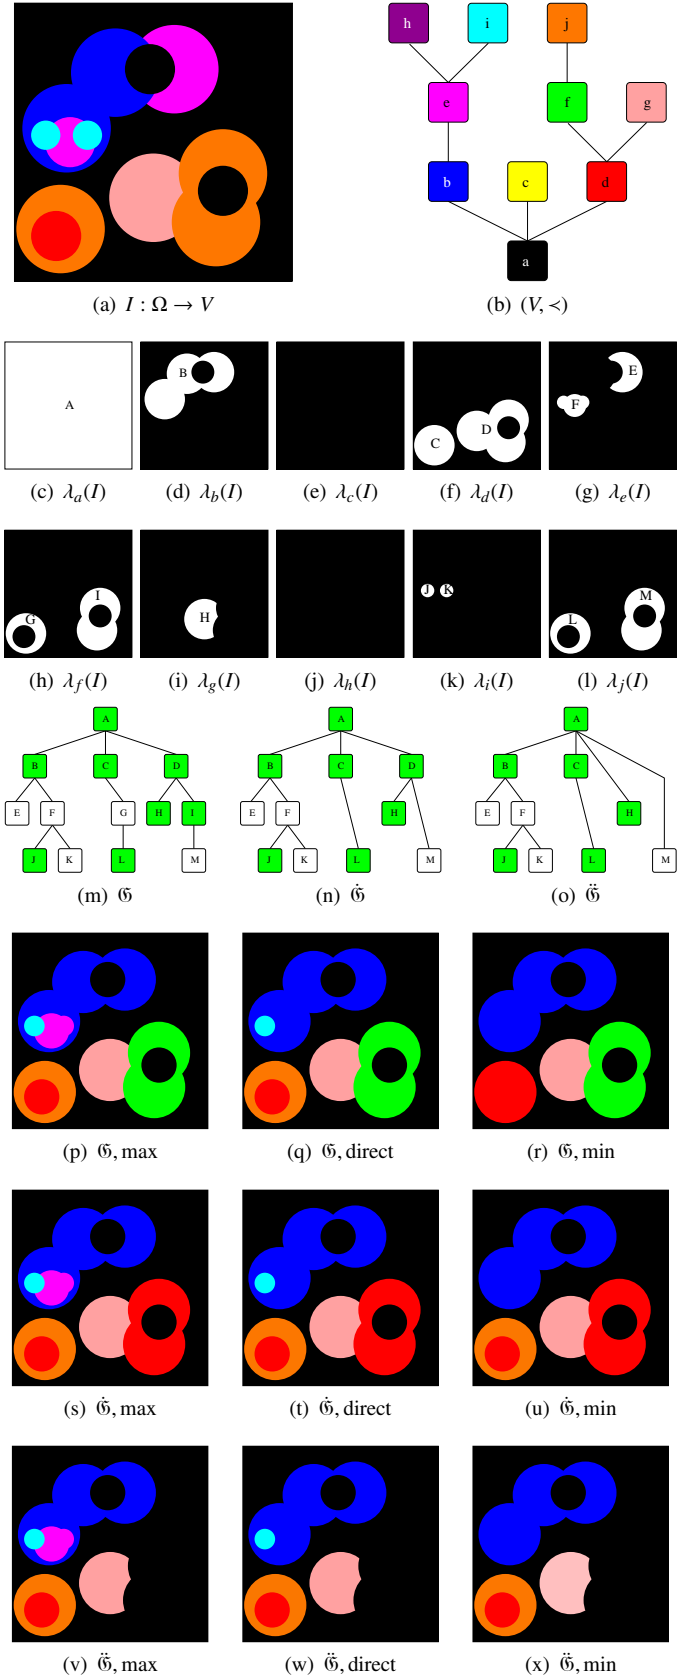 h i j
e f g
b c d
a
(a) I : Ω → V (b) (V, ≺)
A B C D E F
(c) λa(I) (d) λb(I) (e) λc(I) (f) λd(I) (g) λe(I)
G I H J K L M
(h) λf(I) (i) λg(I) (j) λh(I) (k) λi(I) (l) λj(I)
A A A
B C D B C D B C
E F G H I E F H E F H
J K L M J K L M J K L M
(m) 𝔊 (n) 𝔊̇ (o) 𝔊̈
(p) 𝔊, max (q) 𝔊, direct (r) 𝔊, min
(s) 𝔊̇, max (t) 𝔊̇, direct (u) 𝔊̇, min
(v) 𝔊̈, max (w) 𝔊̈, direct (x) 𝔊̈, min